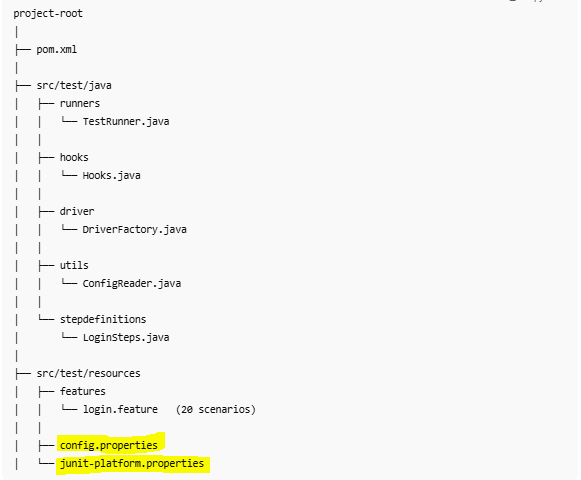 project-root
│
├── pom.xml
│
├── src/test/java
│   ├── runners
│   │   └── TestRunner.java
│   │
│   ├── hooks
│   │   └── Hooks.java
│   │
│   ├── driver
│   │   └── DriverFactory.java
│   │
│   ├── utils
│   │   └── ConfigReader.java
│   │
│   └── stepdefinitions
│       └── LoginSteps.java
│
├── src/test/resources
│   ├── features
│   │   └── login.feature   (20 scenarios)
│   │
│   ├── config.properties
│   └── junit-platform.properties